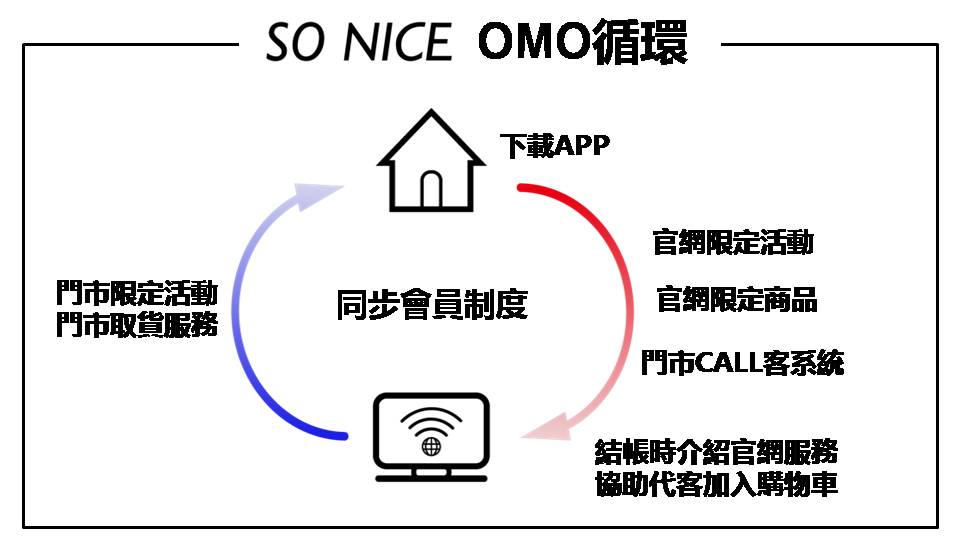 SO NICE OMO循環
下載APP
官網限定活動
門市限定活動
官網限定商品
同步會員制度
門市取貨服務
門市CALL客系統
結帳時介紹官網服務
協助代客加入購物車